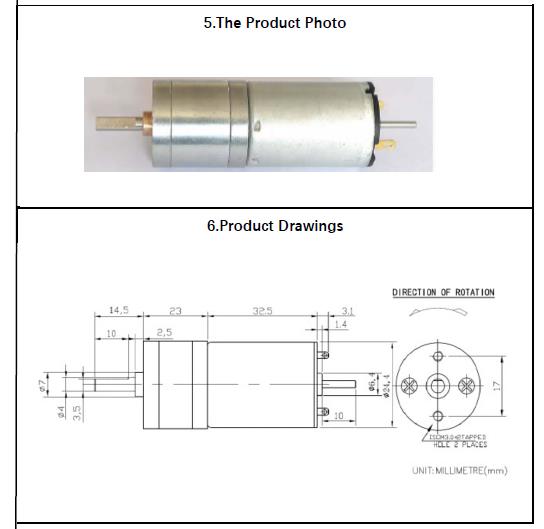 5.The Product Photo
6.Product Drawings
DIRECTION OF ROTATION
14,5
23
32.5
3.1
1.4
10
2,5
Ø7
Ø4
3,5
Ø6,4
Ø24,4
10
17
HOLE 2 PLACES
UNIT: MILLIMETRE(mm)